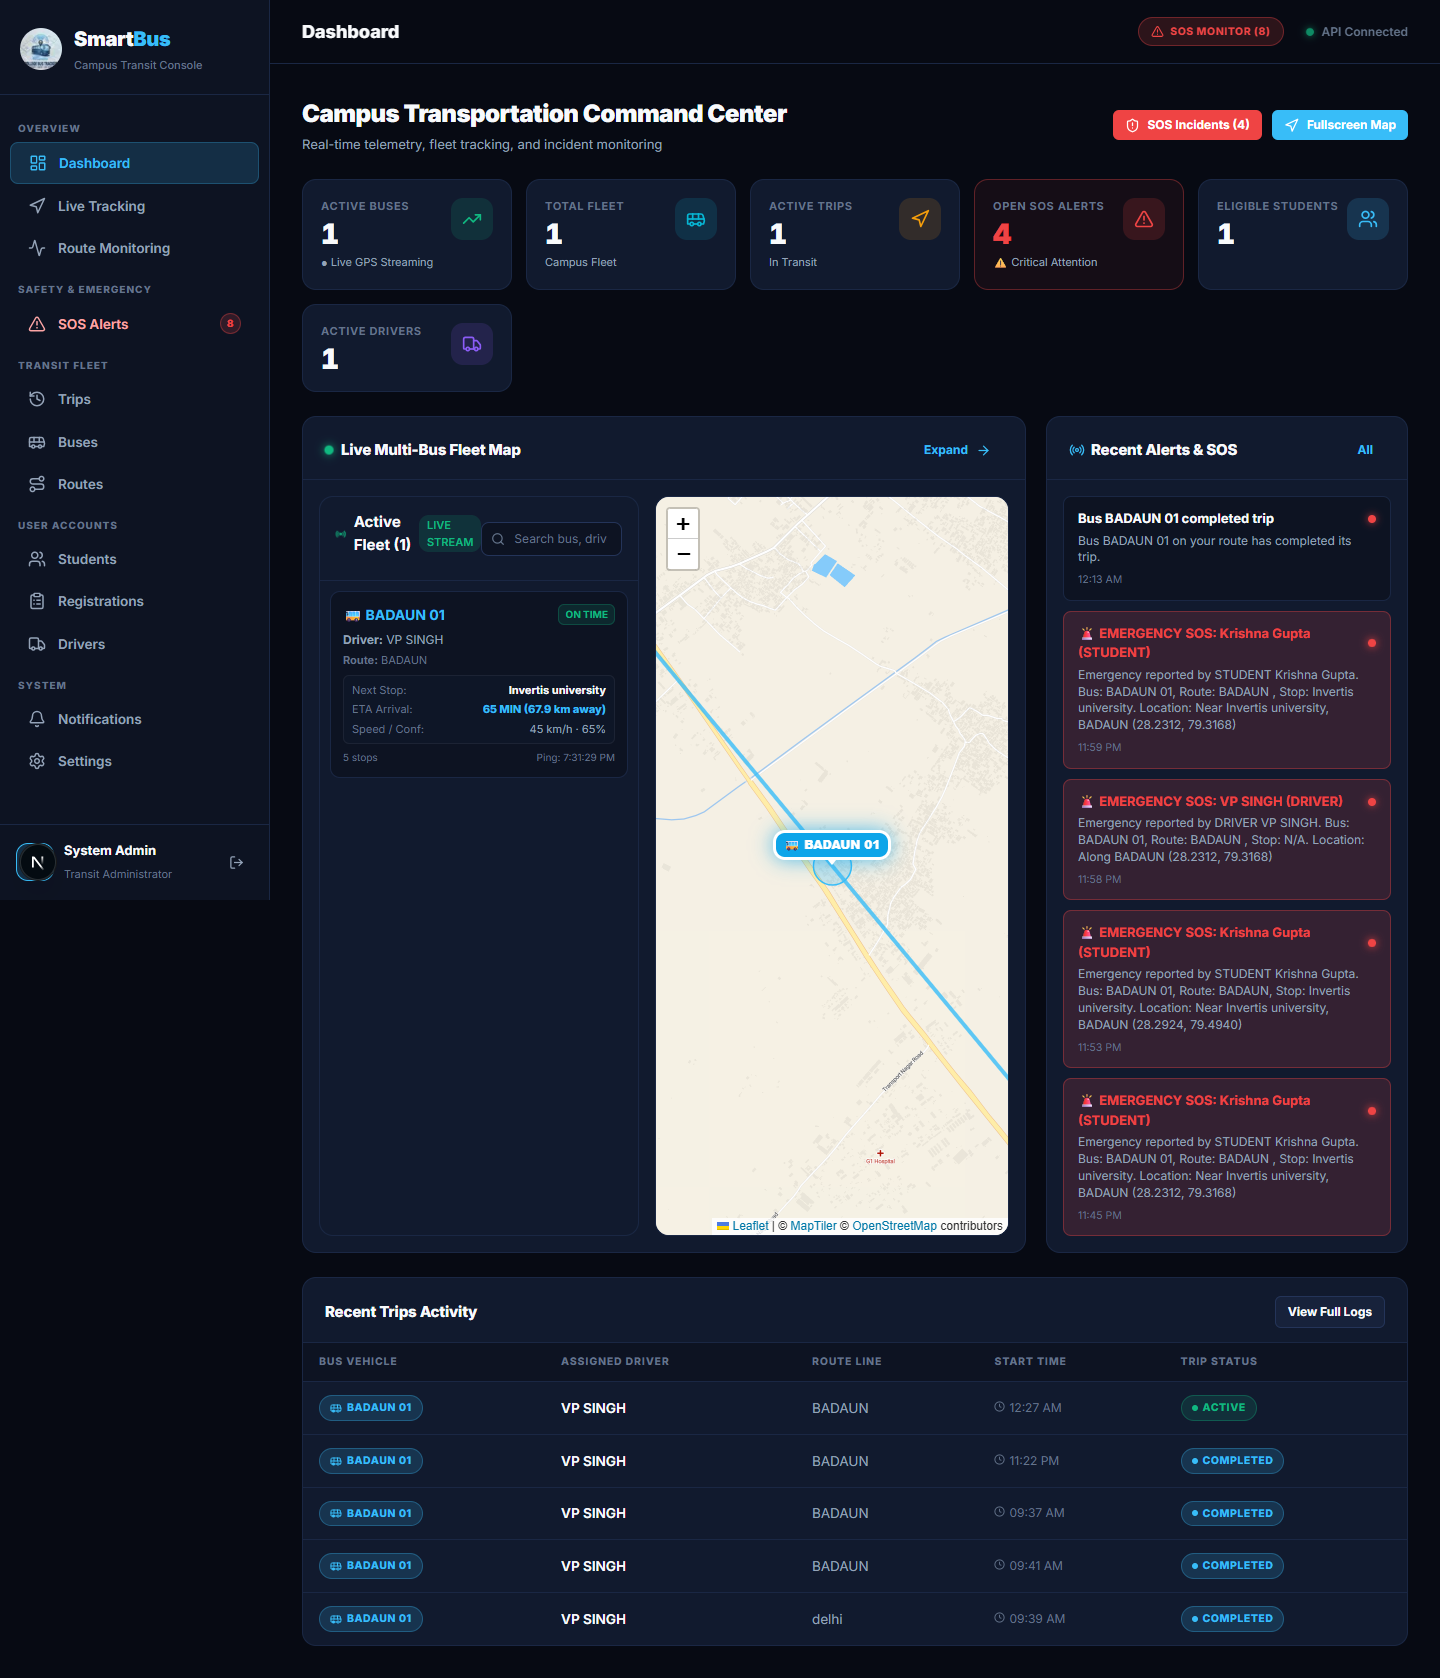 SmartBus
Campus Transit Console
OVERVIEW
Dashboard
Live Tracking
Route Monitoring
SAFETY & EMERGENCY
SOS Alerts
8
TRANSIT FLEET
Trips
Buses
Routes
USER ACCOUNTS
Students
Registrations
Drivers
SYSTEM
Notifications
Settings
N
System Admin
Transit Administrator
Dashboard
SOS MONITOR (8)
API Connected
Campus Transportation Command Center
Real-time telemetry, fleet tracking, and incident monitoring
SOS Incidents (4)
Fullscreen Map
ACTIVE BUSES
1
● Live GPS Streaming
TOTAL FLEET
1
Campus Fleet
ACTIVE TRIPS
1
In Transit
OPEN SOS ALERTS
4
⚠️ Critical Attention
ELIGIBLE STUDENTS
1
ACTIVE DRIVERS
1
Live Multi-Bus Fleet Map
Expand →
Active
Fleet (1)
LIVE
STREAM
Search bus, driv
🚌 BADAUN 01
ON TIME
Driver: VP SINGH
Route: BADAUN
Next Stop: Invertis university
ETA Arrival: 65 MIN (67.9 km away)
Speed / Conf: 45 km/h · 65%
5 stops
Ping: 7:31:29 PM
+
−
🚌 BADAUN 01
Transport Nagar Road
G1 Hospital
Leaflet | © MapTiler © OpenStreetMap contributors
Recent Alerts & SOS
All
Bus BADAUN 01 completed trip
Bus BADAUN 01 on your route has completed its
trip.
12:13 AM
🚨 EMERGENCY SOS: Krishna Gupta
(STUDENT)
Emergency reported by STUDENT Krishna Gupta.
Bus: BADAUN 01, Route: BADAUN , Stop: Invertis
university. Location: Near Invertis university,
BADAUN (28.2312, 79.3168)
11:59 PM
🚨 EMERGENCY SOS: VP SINGH (DRIVER)
Emergency reported by DRIVER VP SINGH. Bus:
BADAUN 01, Route: BADAUN , Stop: N/A. Location:
Along BADAUN (28.2312, 79.3168)
11:58 PM
🚨 EMERGENCY SOS: Krishna Gupta
(STUDENT)
Emergency reported by STUDENT Krishna Gupta.
Bus: BADAUN 01, Route: BADAUN, Stop: Invertis
university. Location: Near Invertis university,
BADAUN (28.2924, 79.4940)
11:53 PM
🚨 EMERGENCY SOS: Krishna Gupta
(STUDENT)
Emergency reported by STUDENT Krishna Gupta.
Bus: BADAUN 01, Route: BADAUN , Stop: Invertis
university. Location: Near Invertis university,
BADAUN (28.2312, 79.3168)
11:45 PM
Recent Trips Activity
View Full Logs
BUS VEHICLE ASSIGNED DRIVER ROUTE LINE START TIME TRIP STATUS
BADAUN 01 VP SINGH BADAUN 12:27 AM ● ACTIVE
BADAUN 01 VP SINGH BADAUN 11:22 PM ● COMPLETED
BADAUN 01 VP SINGH BADAUN 09:37 AM ● COMPLETED
BADAUN 01 VP SINGH BADAUN 09:41 AM ● COMPLETED
BADAUN 01 VP SINGH delhi 09:39 AM ● COMPLETED